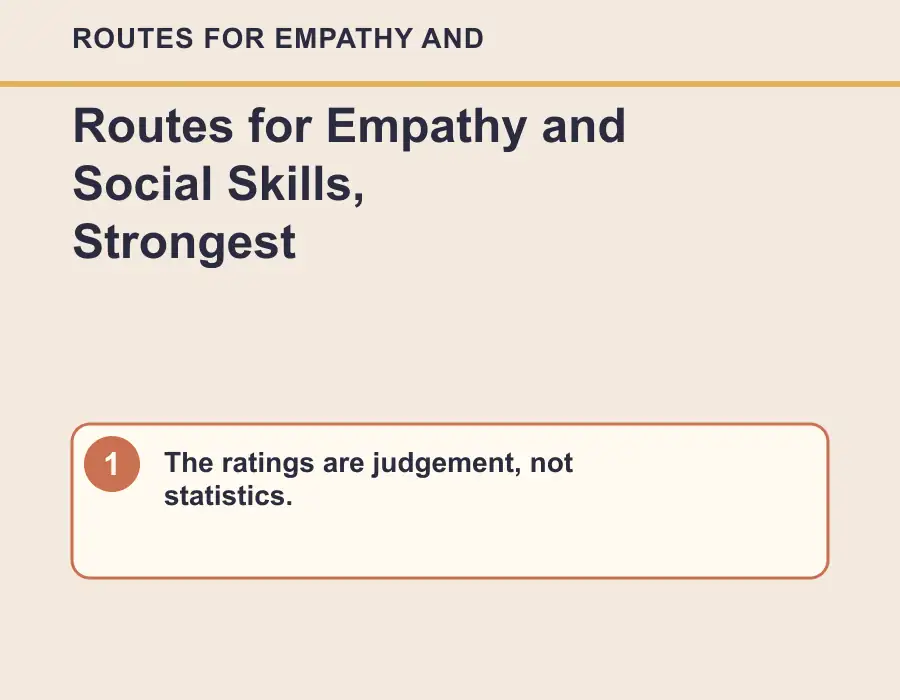 ROUTES FOR EMPATHY AND
Routes for Empathy and
Social Skills,
Strongest
1
The ratings are judgement, not
statistics.